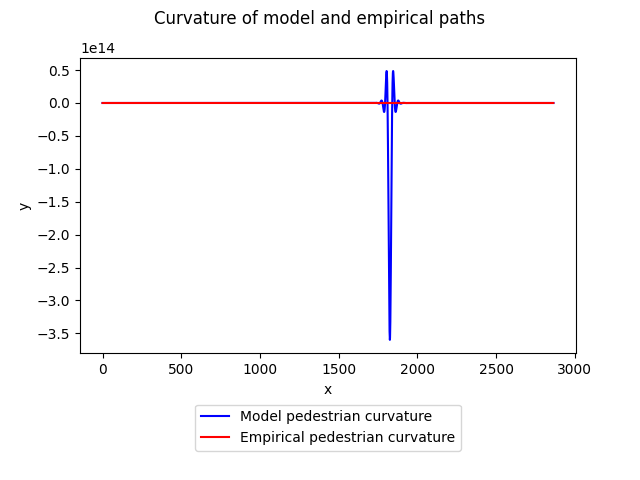 Curvature of model and empirical paths
1e14
0.5
0.0
−0.5
−1.0
−1.5
−2.0
−2.5
−3.0
−3.5
y
0 500 1000 1500 2000 2500 3000
x
Model pedestrian curvature
Empirical pedestrian curvature